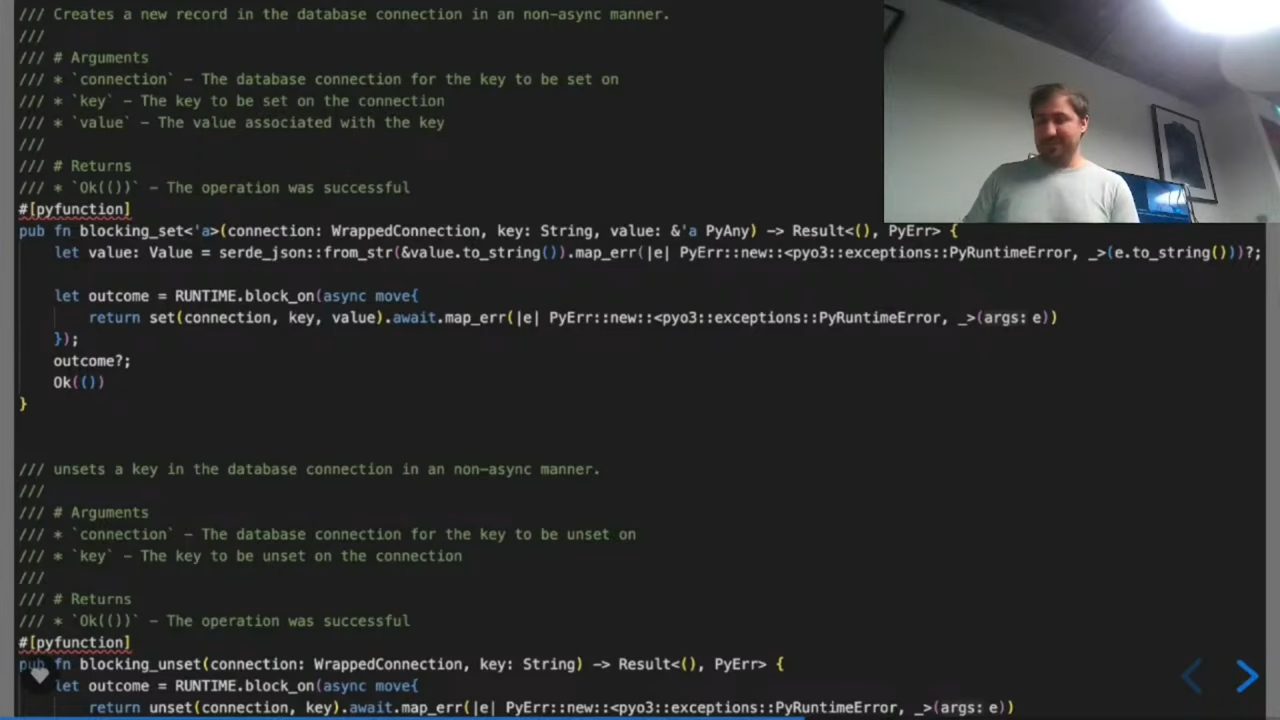 /// Creates a new record in the database connection in an non-async manner.
///
/// # Arguments
/// * `connection` - The database connection for the key to be set on
/// * `key` - The key to be set on the connection
/// * `value` - The value associated with the key
///
/// # Returns
/// * `Ok(())` - The operation was successful
#[pyfunction]
pub fn blocking_set<'a>(connection: WrappedConnection, key: String, value: &'a PyAny) -> Result<(), PyErr> {
    let value: Value = serde_json::from_str(&value.to_string()).map_err(|e| PyErr::new::<pyo3::exceptions::PyRuntimeError, _>(e.to_string()))?;
    let outcome = RUNTIME.block_on(async move{
        return set(connection, key, value).await.map_err(|e| PyErr::new::<pyo3::exceptions::PyRuntimeError, _>(args: e))
    });
    outcome?;
    Ok(())
}
/// unsets a key in the database connection in an non-async manner.
///
/// # Arguments
/// * `connection` - The database connection for the key to be unset on
/// * `key` - The key to be unset on the connection
///
/// # Returns
/// * `Ok(())` - The operation was successful
#[pyfunction]
pub fn blocking_unset(connection: WrappedConnection, key: String) -> Result<(), PyErr> {
    let outcome = RUNTIME.block_on(async move{
        return unset(connection, key).await.map_err(|e| PyErr::new::<pyo3::exceptions::PyRuntimeError, _>(args: e))